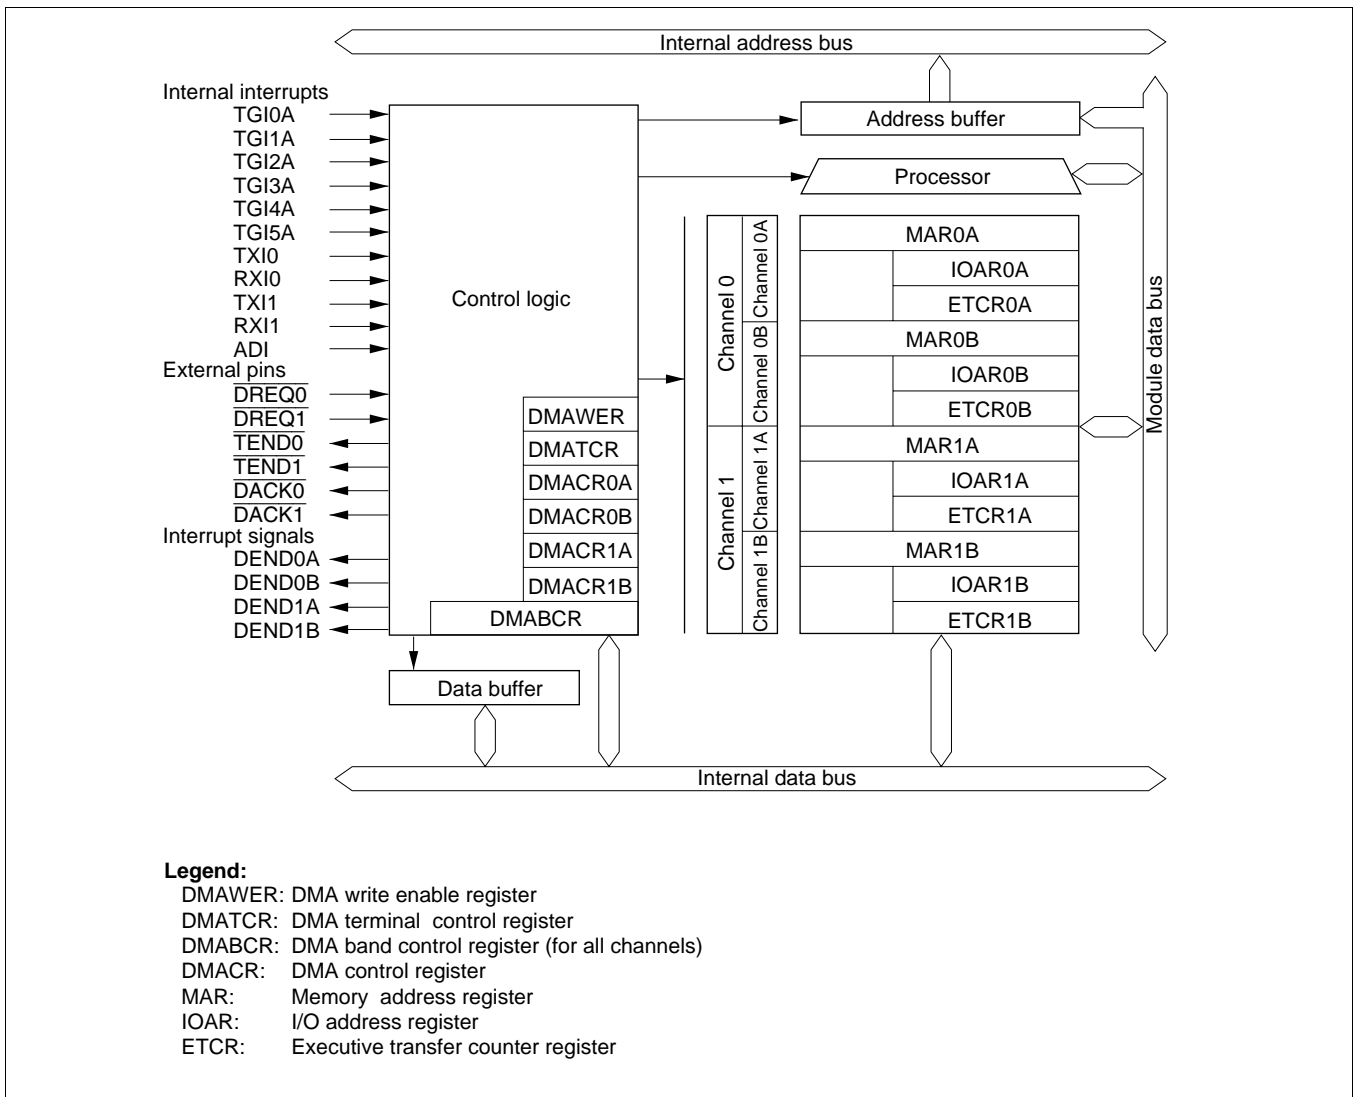 Internal address bus
Internal interrupts
TGI0A
TGI1A
TGI2A
TGI3A
TGI4A
TGI5A
TXI0
RXI0
TXI1
RXI1
ADI
External pins
DREQ0
DREQ1
TEND0
TEND1
DACK0
DACK1
Interrupt signals
DEND0A
DEND0B
DEND1A
DEND1B
Control logic
DMAWER
DMATCR
DMACR0A
DMACR0B
DMACR1A
DMACR1B
DMABCR
Data buffer
Address buffer
Processor
Channel 0
Channel 0A
Channel 0B
Channel 1
Channel 1A
Channel 1B
MAR0A
IOAR0A
ETCR0A
MAR0B
IOAR0B
ETCR0B
MAR1A
IOAR1A
ETCR1A
MAR1B
IOAR1B
ETCR1B
Module data bus
Internal data bus
Legend:
DMAWER: DMA write enable register
DMATCR: DMA terminal control register
DMABCR: DMA band control register (for all channels)
DMACR: DMA control register
MAR: Memory address register
IOAR: I/O address register
ETCR: Executive transfer counter register